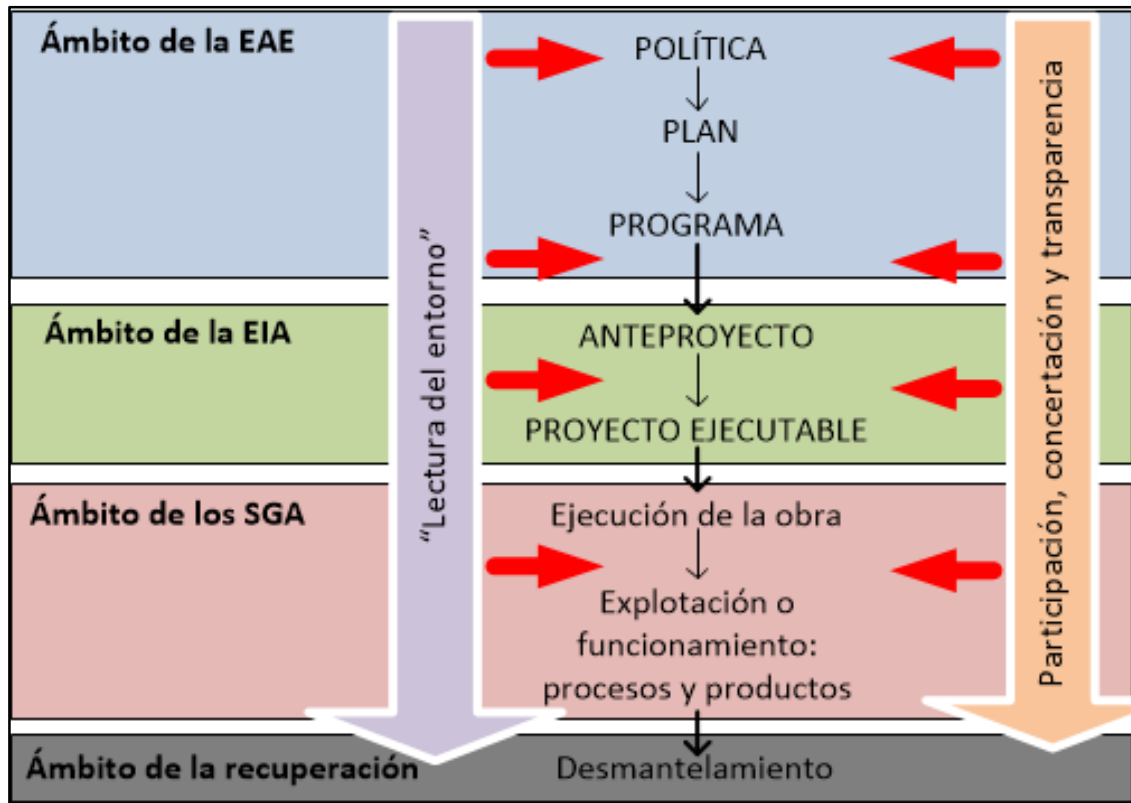 Ámbito de la EAE
POLÍTICA
PLAN
PROGRAMA
Ámbito de la EIA
ANTEPROYECTO
PROYECTO EJECUTABLE
Ámbito de los SGA
Ejecución de la obra
Explotación o
funcionamiento:
procesos y productos
Ámbito de la recuperación
Desmantelamiento
“Lectura del entorno”
Participación, concertación y transparencia